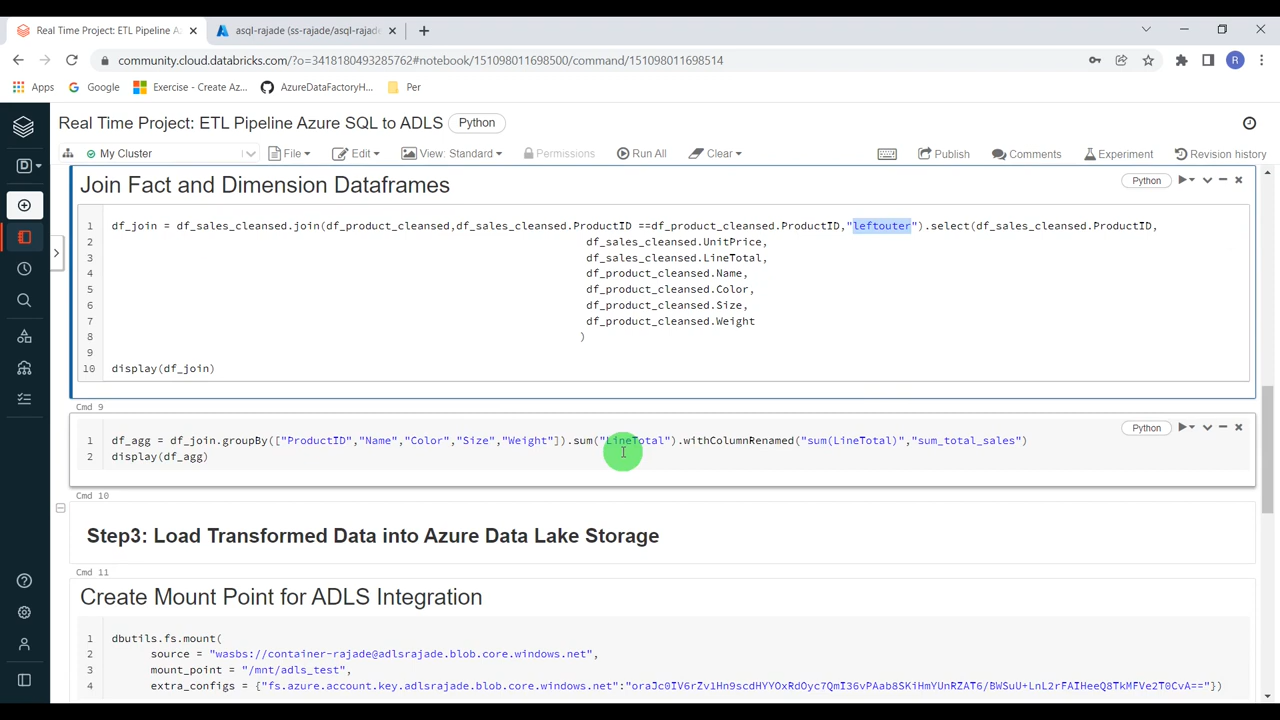 Real Time Project: ETL Pipeline A
asql-rajade (ss-rajade/asql-rajade
community.cloud.databricks.com/?o=3418180493285762#notebook/151098011698500/command/151098011698514
R
Apps
Google
Exercise - Create Az...
AzureDataFactoryH...
Per
Real Time Project: ETL Pipeline Azure SQL to ADLS
Python
My Cluster
File
Edit
View: Standard
Permissions
Run All
Clear
Publish
Comments
Experiment
Revision history
Join Fact and Dimension Dataframes
Python
1 df_join = df_sales_cleansed.join(df_product_cleansed,df_sales_cleansed.ProductID ==df_product_cleansed.ProductID,"leftouter").select(df_sales_cleansed.ProductID,
2 df_sales_cleansed.UnitPrice,
3 df_sales_cleansed.LineTotal,
4 df_product_cleansed.Name,
5 df_product_cleansed.Color,
6 df_product_cleansed.Size,
7 df_product_cleansed.Weight
8 )
9
10 display(df_join)
Cmd 9
Python
1 df_agg = df_join.groupBy(["ProductID","Name","Color","Size","Weight"]).sum("LineTotal").withColumnRenamed("sum(LineTotal)","sum_total_sales")
2 display(df_agg)
Cmd 10
Step3: Load Transformed Data into Azure Data Lake Storage
Cmd 11
Create Mount Point for ADLS Integration
1 dbutils.fs.mount(
2 source = "wasbs://container-rajade@adlsrajade.blob.core.windows.net",
3 mount_point = "/mnt/adls_test",
4 extra_configs = {"fs.azure.account.key.adlsrajade.blob.core.windows.net":